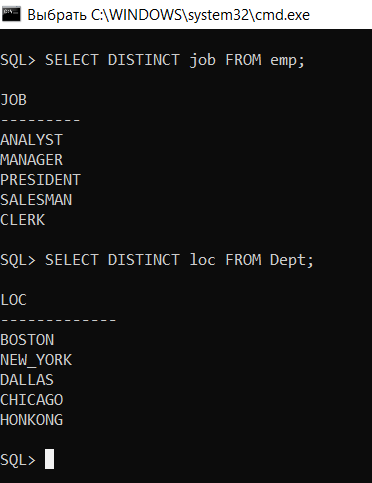 Выбрать C:\WINDOWS\system32\cmd.exe
SQL> SELECT DISTINCT job FROM emp;
JOB
---------
ANALYST
MANAGER
PRESIDENT
SALESMAN
CLERK
SQL> SELECT DISTINCT loc FROM Dept;
LOC
-------------
BOSTON
NEW_YORK
DALLAS
CHICAGO
HONKONG
SQL>